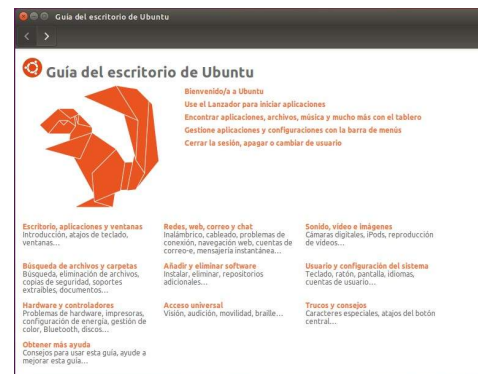 Guía del escritorio de Ubuntu
Guía del escritorio de Ubuntu
Bienvenido/a a Ubuntu
Use el Lanzador para iniciar aplicaciones
Encontrar aplicaciones, archivos, música y mucho más con el tablero
Gestione aplicaciones y configuraciones con la barra de menús
Cerrar la sesión, apagar o cambiar de usuario
Escritorio, aplicaciones y ventanas
Introducción, atajos de teclado,
ventanas…
Redes, web, correo y chat
Inalámbrico, cableado, problemas de
conexión, navegación web, cuentas de
correo-e, mensajería instantánea…
Sonido, vídeo e imágenes
Cámaras digitales, iPods, reproducción
de vídeos…
Búsqueda de archivos y carpetas
Búsqueda, eliminación de archivos,
copias de seguridad, soportes
extraíbles, documentos…
Añadir y eliminar software
Instalar, eliminar, repositorios
adicionales…
Usuario y configuración del sistema
Teclado, ratón, pantalla, idiomas,
cuentas de usuario…
Hardware y controladores
Problemas de hardware, impresoras,
configuración de energía, gestión de
color, Bluetooth, discos…
Acceso universal
Visión, audición, movilidad, braille…
Trucos y consejos
Caracteres especiales, atajos del botón
central…
Obtener más ayuda
Consejos para usar esta guía, ayude a
mejorar esta guía…